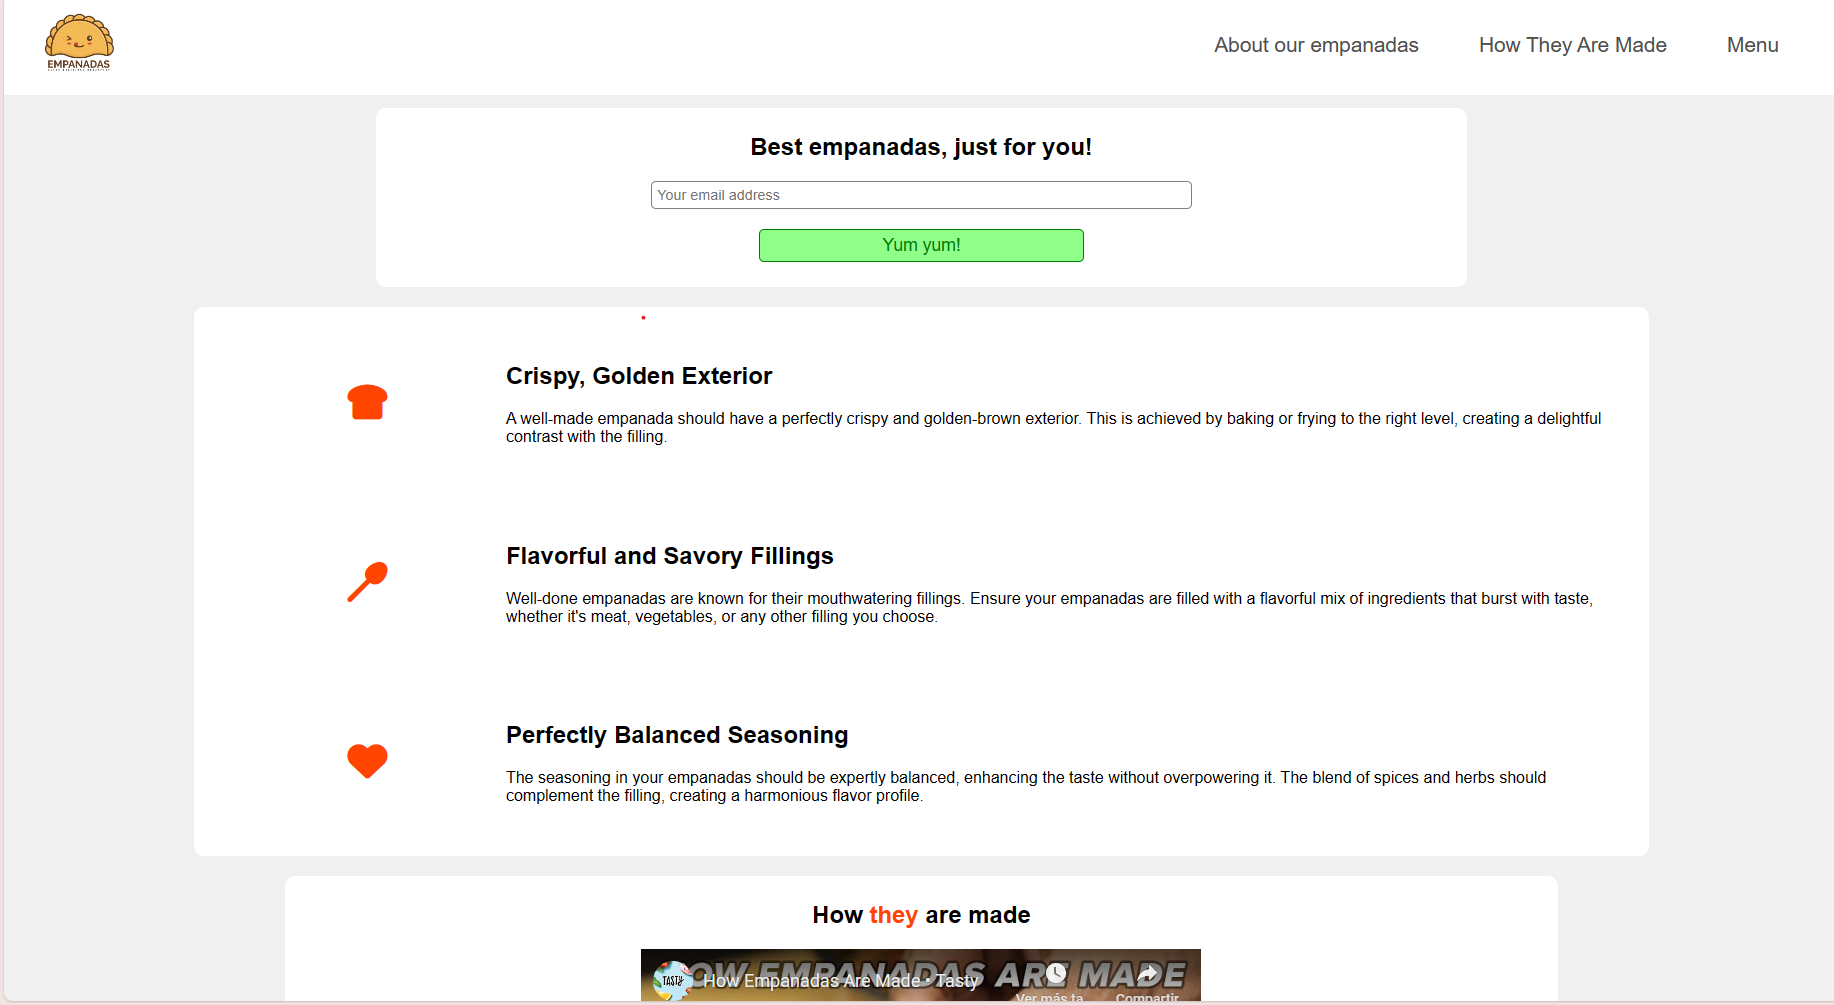 EMPANADAS
About our empanadas
How They Are Made
Menu
Best empanadas, just for you!
Your email address
Yum yum!
Crispy, Golden Exterior
A well-made empanada should have a perfectly crispy and golden-brown exterior. This is achieved by baking or frying to the right level, creating a delightful
contrast with the filling.
Flavorful and Savory Fillings
Well-done empanadas are known for their mouthwatering fillings. Ensure your empanadas are filled with a flavorful mix of ingredients that burst with taste,
whether it's meat, vegetables, or any other filling you choose.
Perfectly Balanced Seasoning
The seasoning in your empanadas should be expertly balanced, enhancing the taste without overpowering it. The blend of spices and herbs should
complement the filling, creating a harmonious flavor profile.
How they are made
OW EMPANADAS ARE MADE
TASTY
How Empanadas Are Made • Tasty
Ver más ta
Compartir